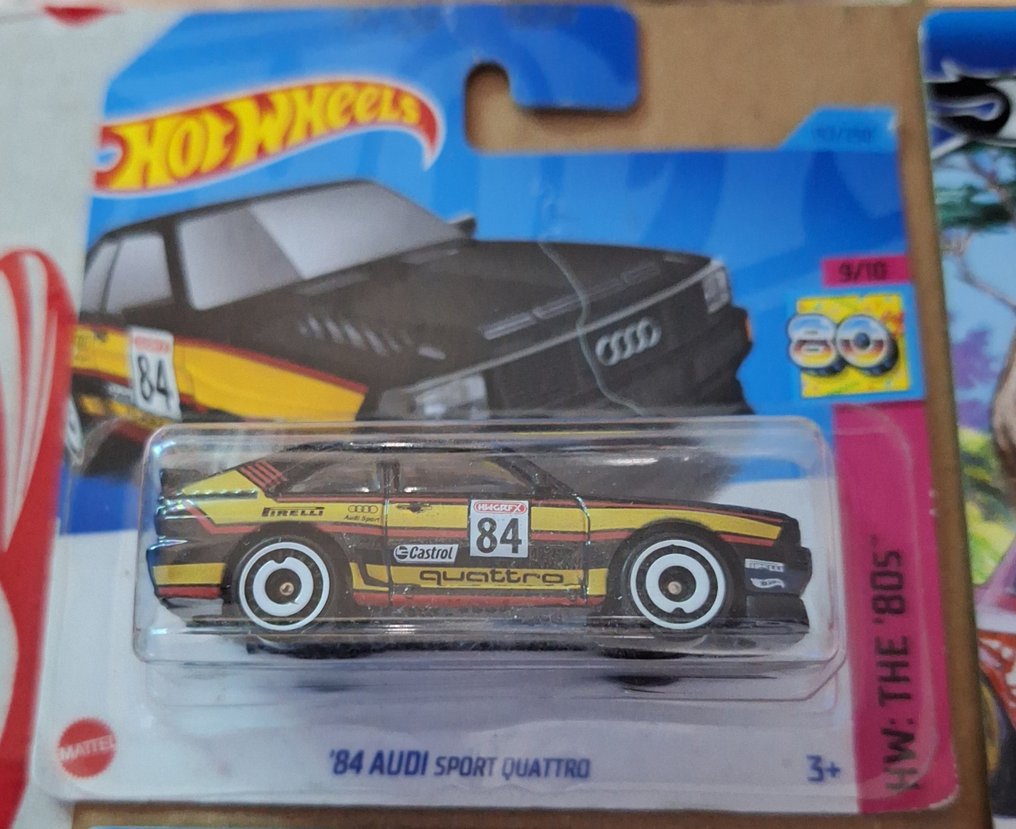 HOT WHEELS
9/10
80
84
PIRELLI
Audi Sport
HWGRFX
84
Castrol
quattro
HW: THE '80s
MATTEL
'84 AUDI SPORT QUATTRO
3+